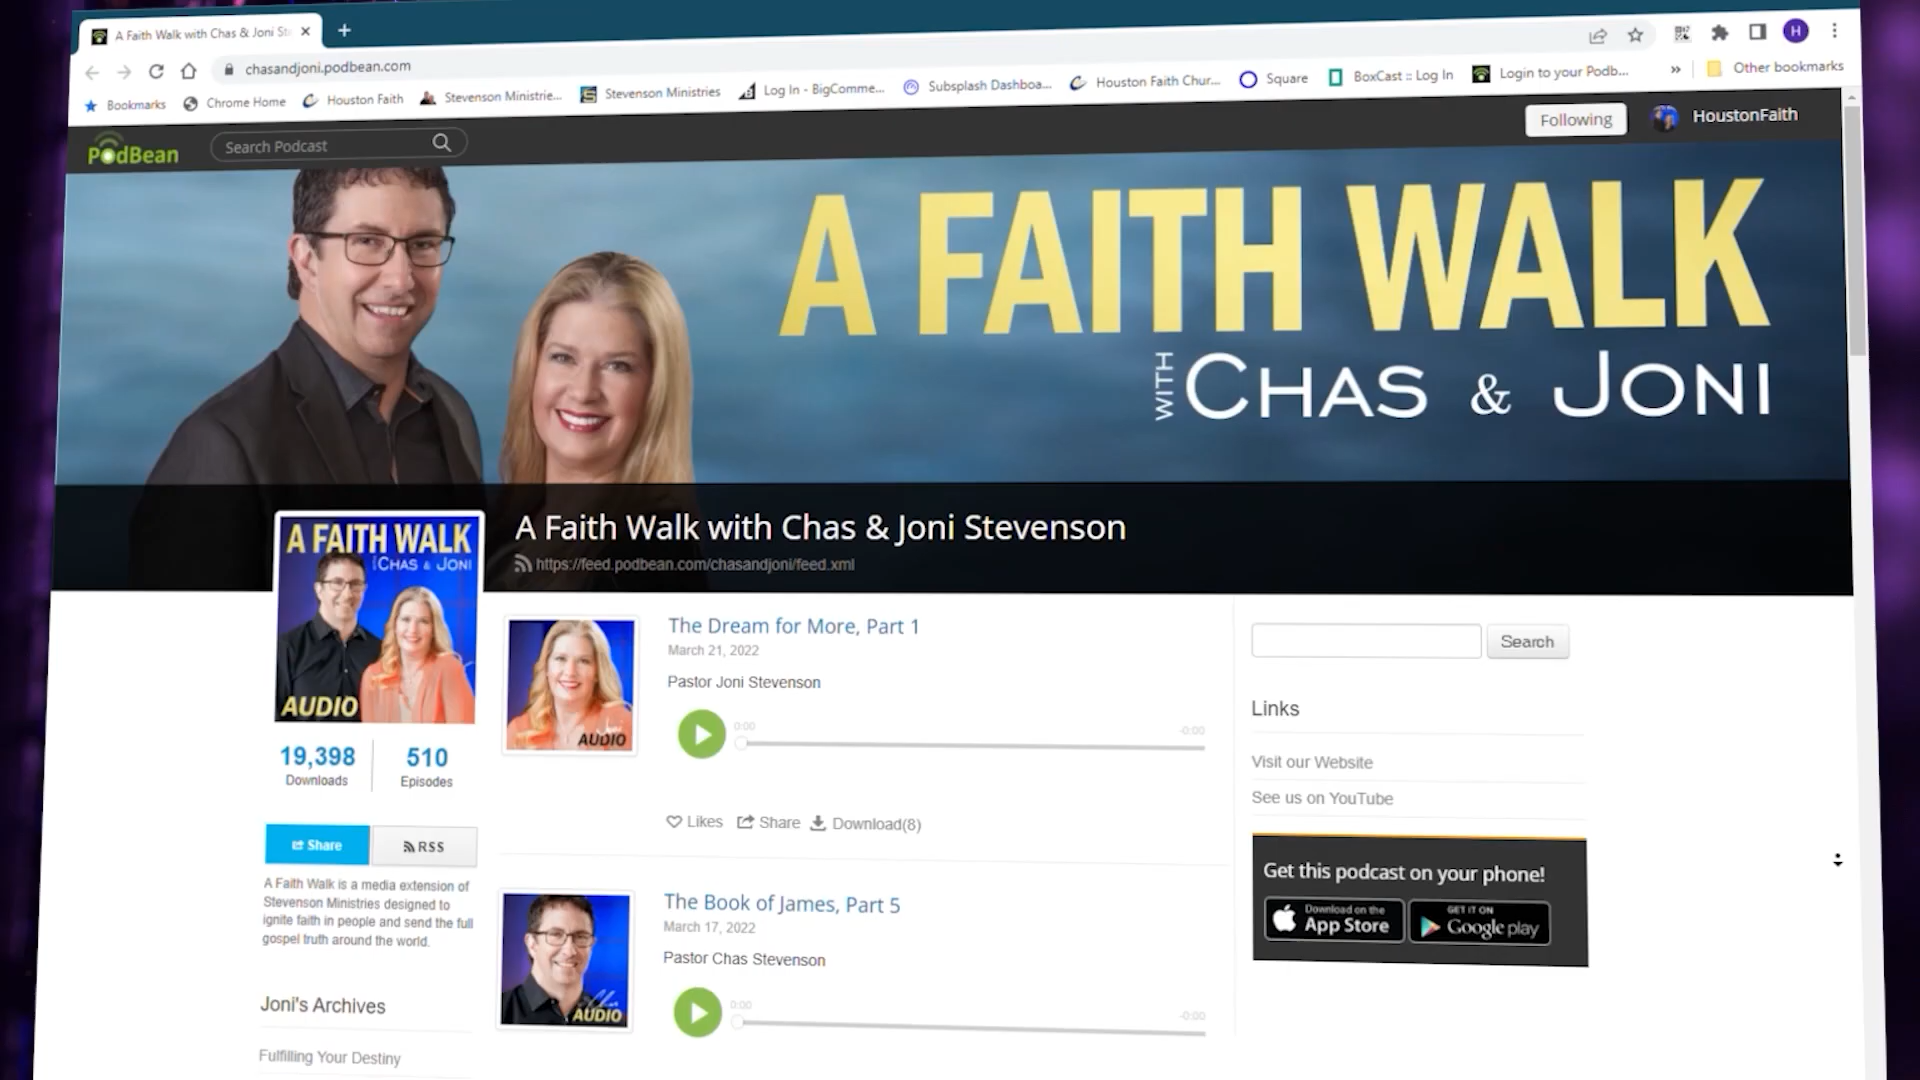 A Faith Walk with Chas & Joni St
chasandjoni.podbean.com
Bookmarks
Chrome Home
Houston Faith
Stevenson Ministrie...
Stevenson Ministries
Log In - BigComme...
Subsplash Dashboa...
Houston Faith Chur...
Square
BoxCast :: Log In
Login to your Podb...
»
Other bookmarks
H
PodBean
Search Podcast
Following
HoustonFaith
A FAITH WALK
WITH CHAS & JONI
A Faith Walk with Chas & Joni Stevenson
https://feed.podbean.com/chasandjoni/feed.xml
A FAITH WALK
CHAS & JONI
AUDIO
19,398
Downloads
510
Episodes
Share
RSS
A Faith Walk is a media extension of
Stevenson Ministries designed to
ignite faith in people and send the full
gospel truth around the world.
Joni's Archives
Fulfilling Your Destiny
AUDIO
The Dream for More, Part 1
March 21, 2022
Pastor Joni Stevenson
0:00
-0:00
Likes
Share
Download(8)
AUDIO
The Book of James, Part 5
March 17, 2022
Pastor Chas Stevenson
0:00
-0:00
Search
Links
Visit our Website
See us on YouTube
Get this podcast on your phone!
Download on the
App Store
GET IT ON
Google play